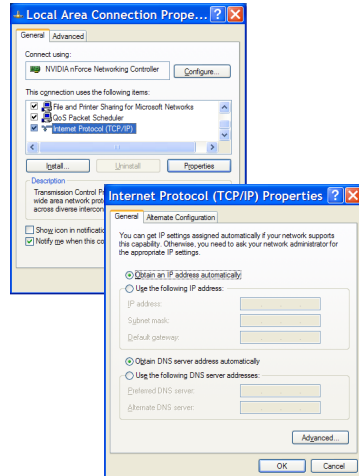 Local Area Connection Prope...
General
Advanced
Connect using:
NVIDIA nForce Networking Controller
Configure...
This connection uses the following items:
File and Printer Sharing for Microsoft Networks
QoS Packet Scheduler
Internet Protocol (TCP/IP)
Install...
Uninstall
Properties
Description
Transmission Control P
wide area network prot
across diverse intercon
Show icon in notificatio
Notify me when this co
Internet Protocol (TCP/IP) Properties
General
Alternate Configuration
You can get IP settings assigned automatically if your network supports
this capability. Otherwise, you need to ask your network administrator for
the appropriate IP settings.
Obtain an IP address automatically
Use the following IP address:
IP address:
Subnet mask:
Default gateway:
Obtain DNS server address automatically
Use the following DNS server addresses:
Preferred DNS server:
Alternate DNS server:
Advanced...
OK
Cancel